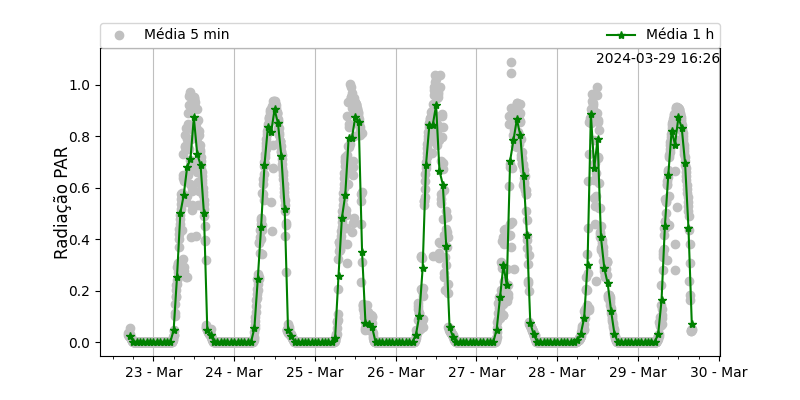 Média 5 min
Média 1 h
2024-03-29 16:26
Radiação PAR
1.0
0.8
0.6
0.4
0.2
0.0
23 - Mar
24 - Mar
25 - Mar
26 - Mar
27 - Mar
28 - Mar
29 - Mar
30 - Mar